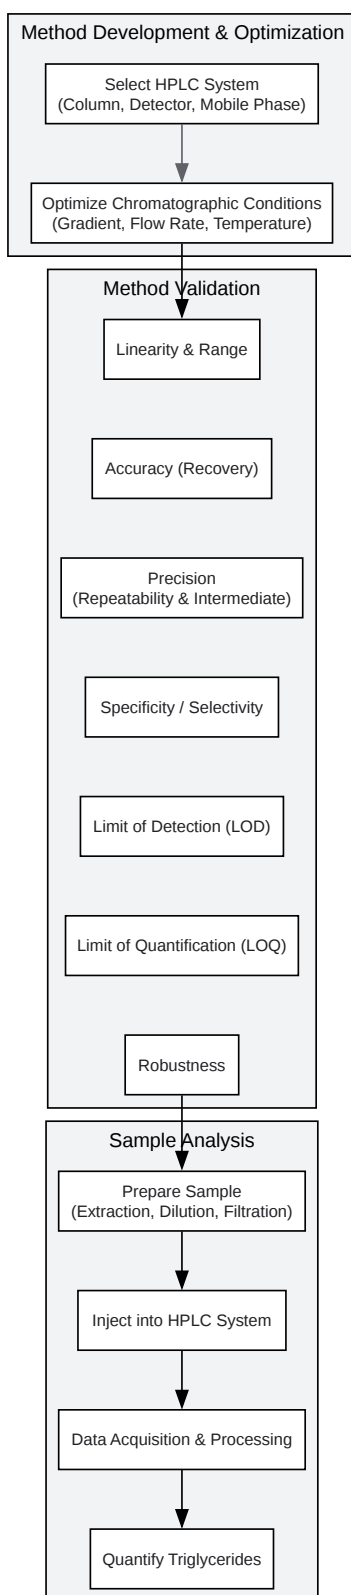 Method Development & Optimization
Select HPLC System
(Column, Detector, Mobile Phase)
Optimize Chromatographic Conditions
(Gradient, Flow Rate, Temperature)
Method Validation
Linearity & Range
Accuracy (Recovery)
Precision
(Repeatability & Intermediate)
Specificity / Selectivity
Limit of Detection (LOD)
Limit of Quantification (LOQ)
Robustness
Sample Analysis
Prepare Sample
(Extraction, Dilution, Filtration)
Inject into HPLC System
Data Acquisition & Processing
Quantify Triglycerides